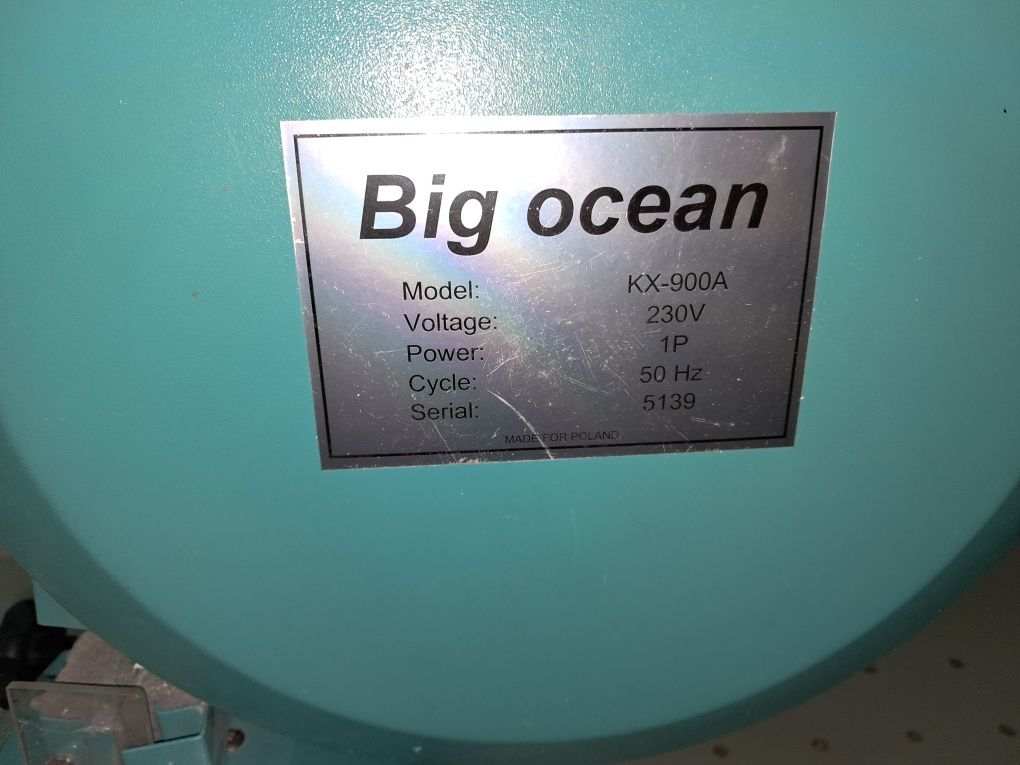 Big ocean
Model: KX-900A
Voltage: 230V
Power: 1P
Cycle: 50 Hz
Serial: 5139
MADE FOR POLAND